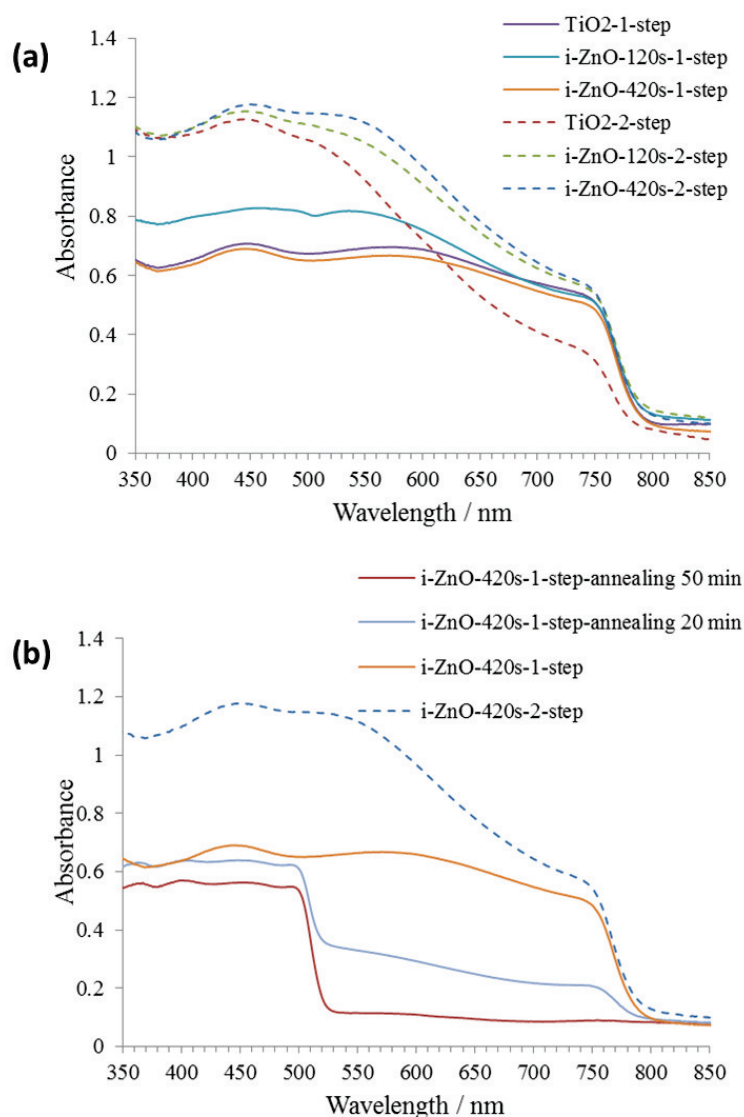 (a)
TiO2-1-step
i-ZnO-120s-1-step
i-ZnO-420s-1-step
TiO2-2-step
i-ZnO-120s-2-step
i-ZnO-420s-2-step
Absorbance
1.4
1.2
1
0.8
0.6
0.4
0.2
0
350 400 450 500 550 600 650 700 750 800 850
Wavelength / nm
(b)
i-ZnO-420s-1-step-annealing 50 min
i-ZnO-420s-1-step-annealing 20 min
i-ZnO-420s-1-step
i-ZnO-420s-2-step
Absorbance
1.4
1.2
1
0.8
0.6
0.4
0.2
0
350 400 450 500 550 600 650 700 750 800 850
Wavelength / nm